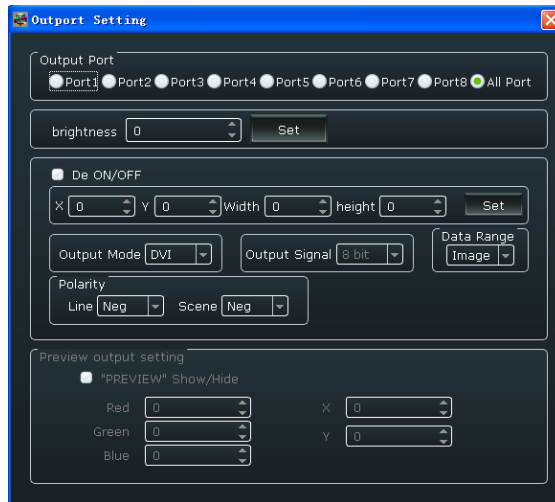 Outport Setting
Output Port
Port1 Port2 Port3 Port4 Port5 Port6 Port7 Port8 All Port
brightness 0 Set
De ON/OFF
X 0 Y 0 Width 0 height 0 Set
Data Range
Output Mode DVI Output Signal 8 bit Image
Polarity
Line Neg Scene Neg
Preview output setting
"PREVIEW" Show/Hide
Red 0 X 0
Green 0 Y 0
Blue 0